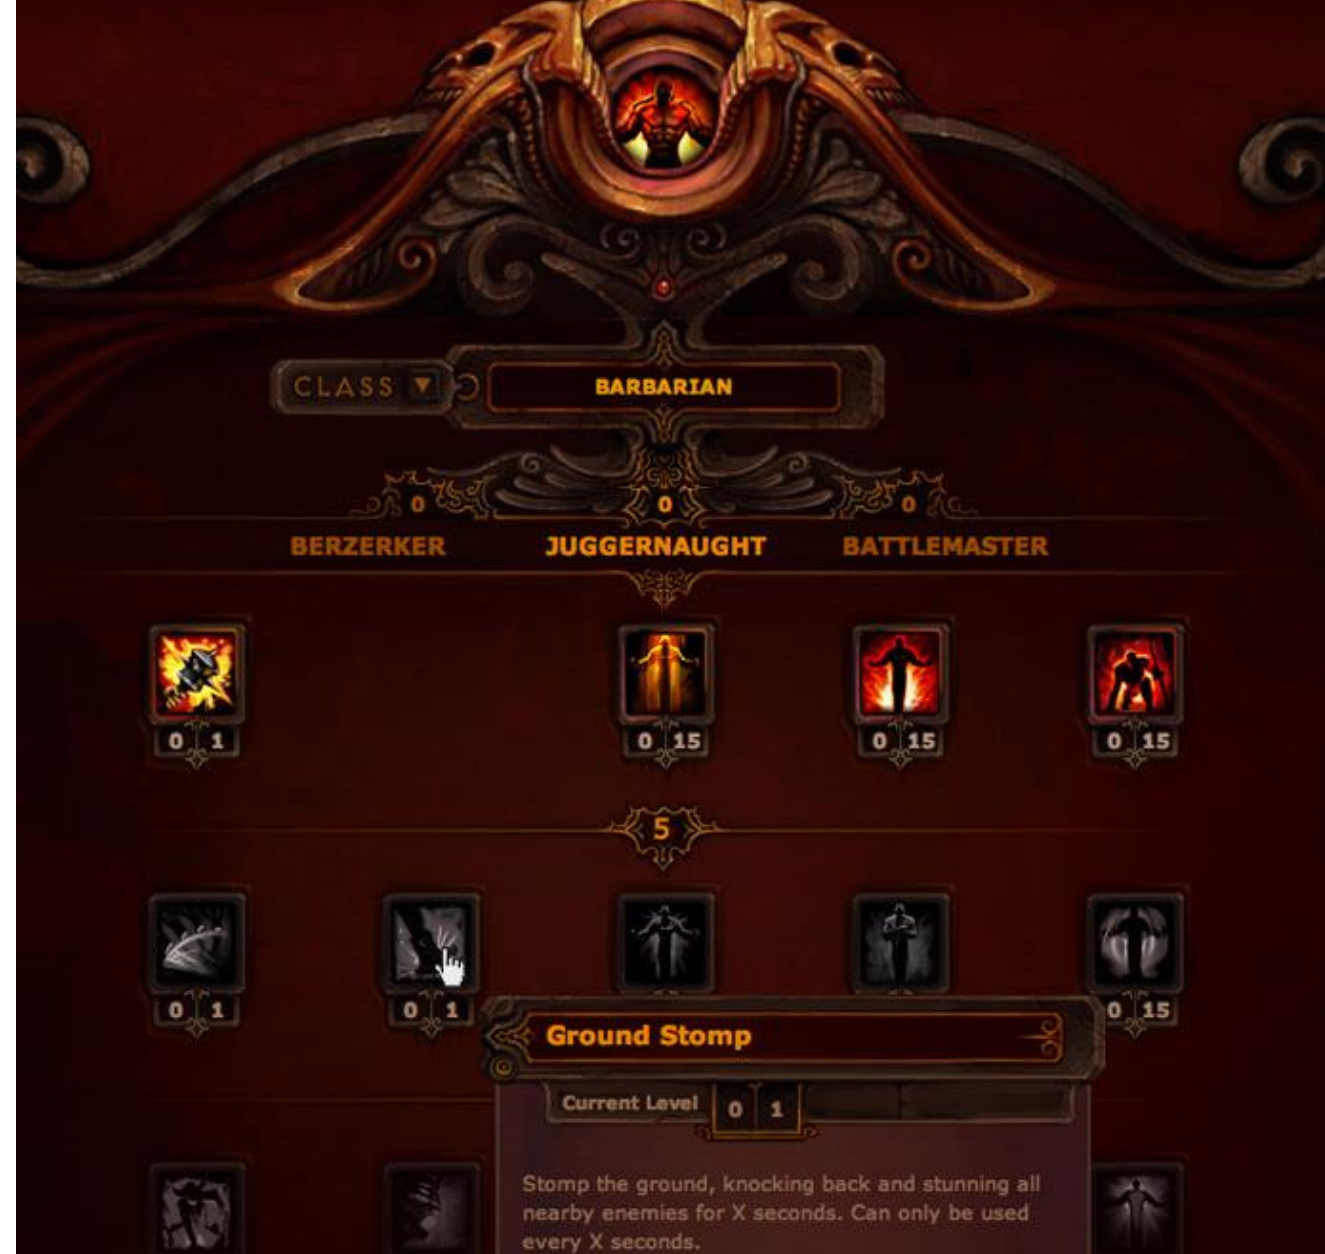 CLASS ▼
BARBARIAN
0 0 0
BERZERKER JUGGERNAUGHT BATTLEMASTER
0 1 0 15 0 15 0 15
5
0 1 0 1 0 15
Ground Stomp
Current Level 0 1
Stomp the ground, knocking back and stunning all
nearby enemies for X seconds. Can only be used
every X seconds.